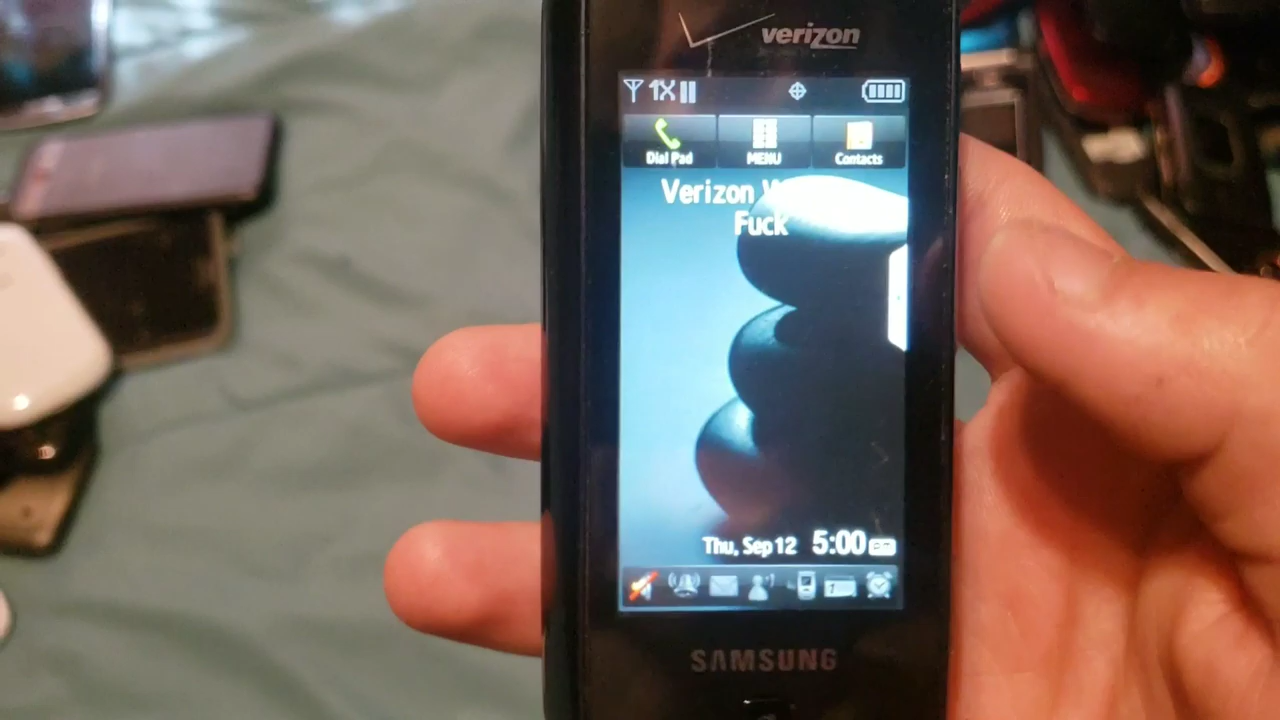 verizon
1X
Dial Pad MENU Contacts
Verizon
Fuck
Thu, Sep 12 5:00
SAMSUNG